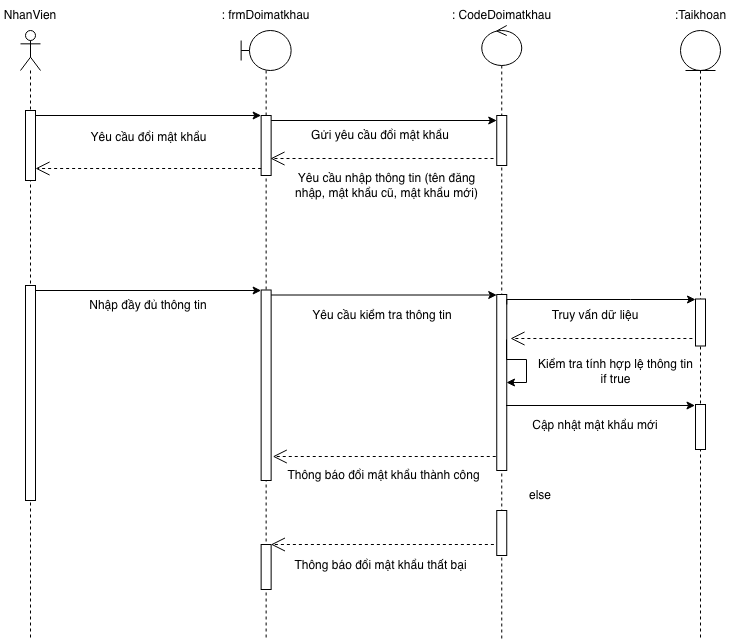 NhanVien
: frmDoimatkhau
: CodeDoimatkhau
:Taikhoan
Yêu cầu đổi mật khẩu
Gửi yêu cầu đổi mật khẩu
Yêu cầu nhập thông tin (tên đăng
nhập, mật khẩu cũ, mật khẩu mới)
Nhập đầy đủ thông tin
Yêu cầu kiểm tra thông tin
Truy vấn dữ liệu
Kiểm tra tính hợp lệ thông tin
if true
Cập nhật mật khẩu mới
Thông báo đổi mật khẩu thành công
else
Thông báo đổi mật khẩu thất bại